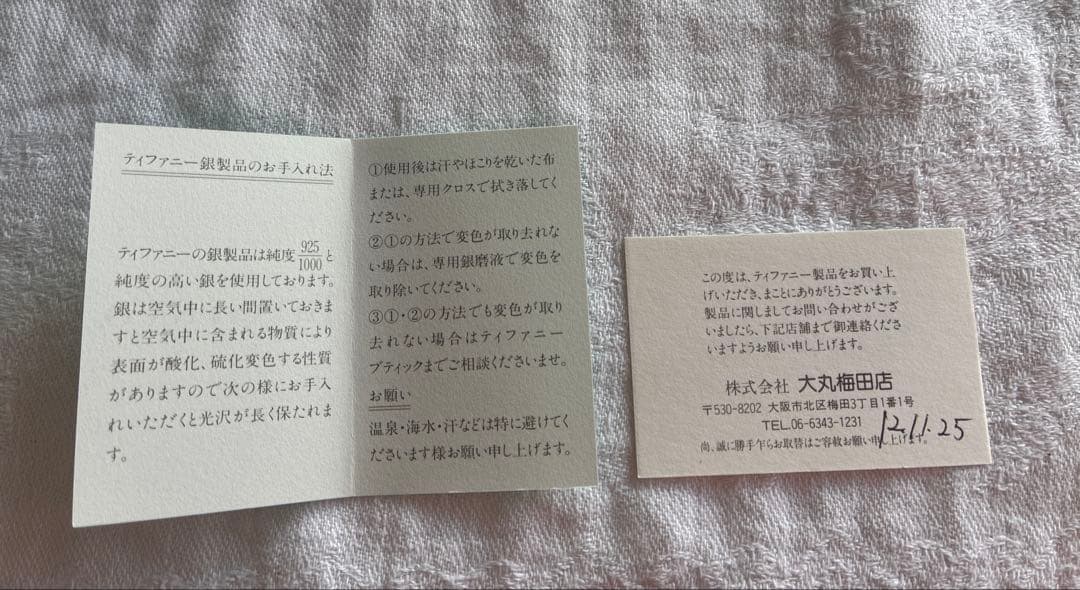 ティファニー銀製品のお手入れ法
ティファニーの銀製品は純度925/1000と
純度の高い銀を使用しております。
銀は空気中に長い間置いておきま
すと空気中に含まれる物質により
表面が酸化、硫化変色する性質
がありますので次の様にお手入
れいただくと光沢が長く保たれま
す。
①使用後は汗やほこりを乾いた布
または、専用クロスで拭き落してく
ださい。
②①の方法で変色が取り去れな
い場合は、専用銀磨液で変色を
取り除いてください。
③①・②の方法でも変色が取り
去れない場合はティファニー
ブティックまでご相談くださいませ。
お願い
温泉・海水・汗などは特に避けてく
ださいます様お願い申し上げます。
この度は、ティファニー製品をお買い上
げいただき、まことにありがとうございます。
製品に関しましてお問い合わせがござ
いましたら、下記店舗まで御連絡くださ
いますようお願い申し上げます。
株式会社 大丸梅田店
〒530-8202 大阪市北区梅田3丁目1番1号
TEL.06-6343-1231
12.11.25
尚、誠に勝手乍らお取替はご容赦お願い申し上げます。